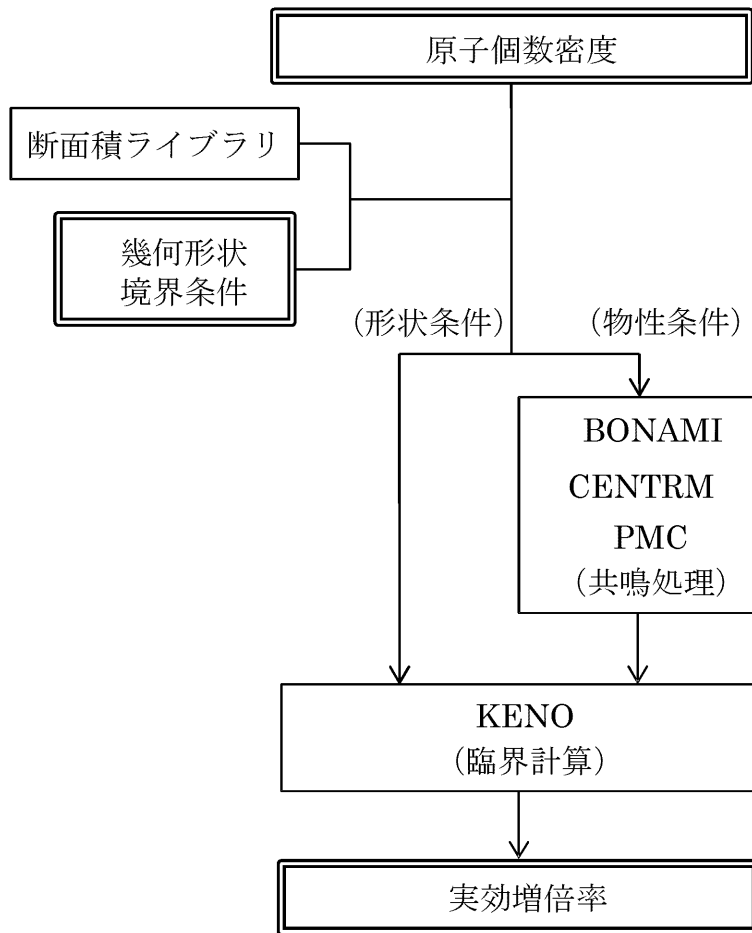 原子個数密度
断面積ライブラリ
幾何形状
境界条件
(形状条件)
(物性条件)
BONAMI
CENTRM
PMC
(共鳴処理)
KENO
(臨界計算)
実効増倍率